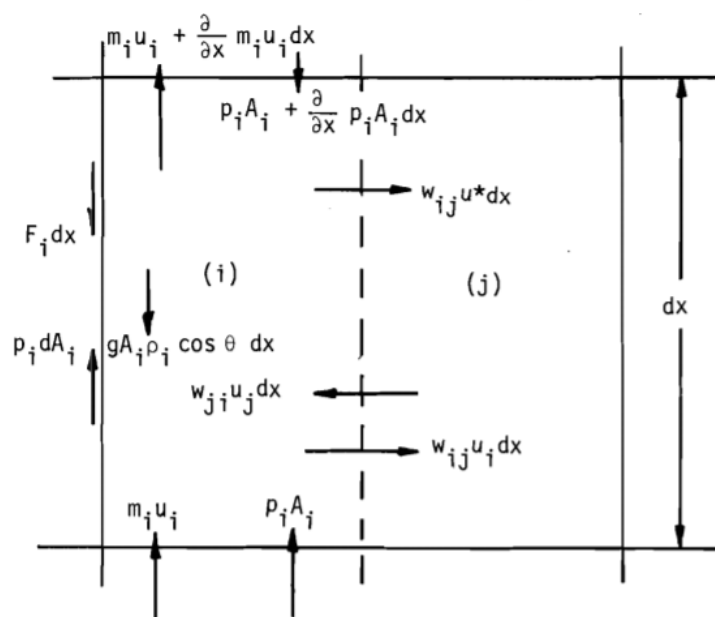 m_i u_i + ∂/∂x m_i u_i dx
p_i A_i + ∂/∂x p_i A_i dx
w_ij u* dx
F_i dx
(i)
(j)
dx
p_i dA_i
gA_i ρ_i cos θ dx
w_ji u_j dx
w_ij u_i dx
m_i u_i
p_i A_i